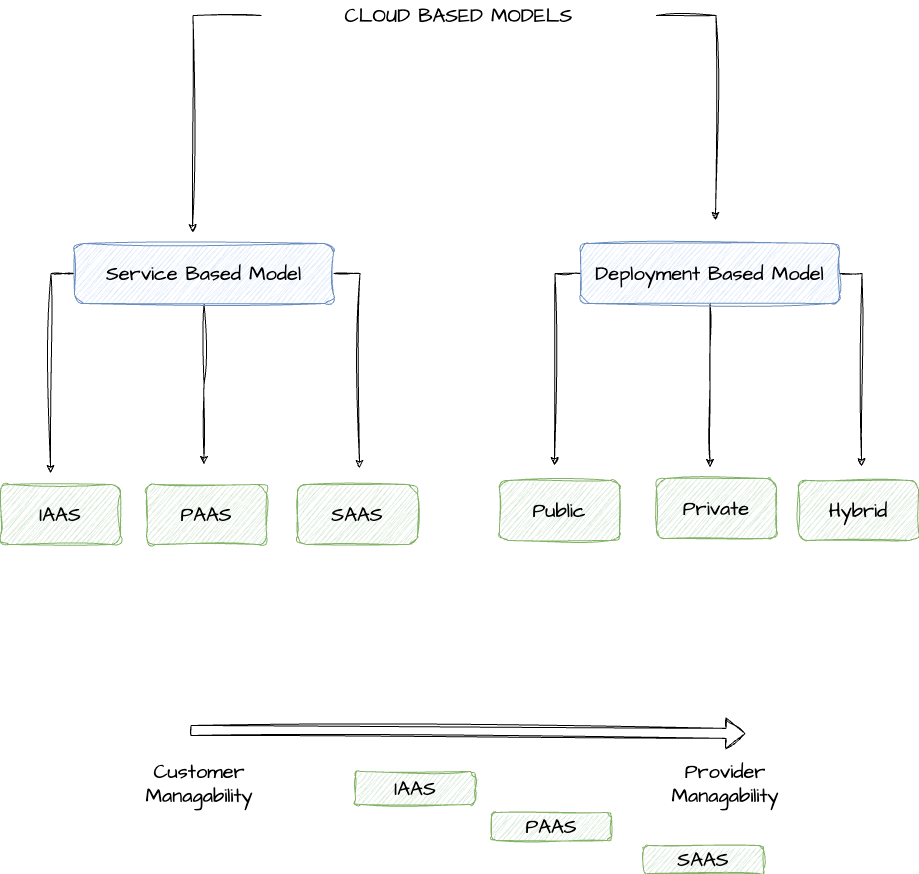 CLOUD BASED MODELS
Service Based Model
Deployment Based Model
IAAS
PAAS
SAAS
Public
Private
Hybrid
Customer
Managability
Provider
Managability
IAAS
PAAS
SAAS